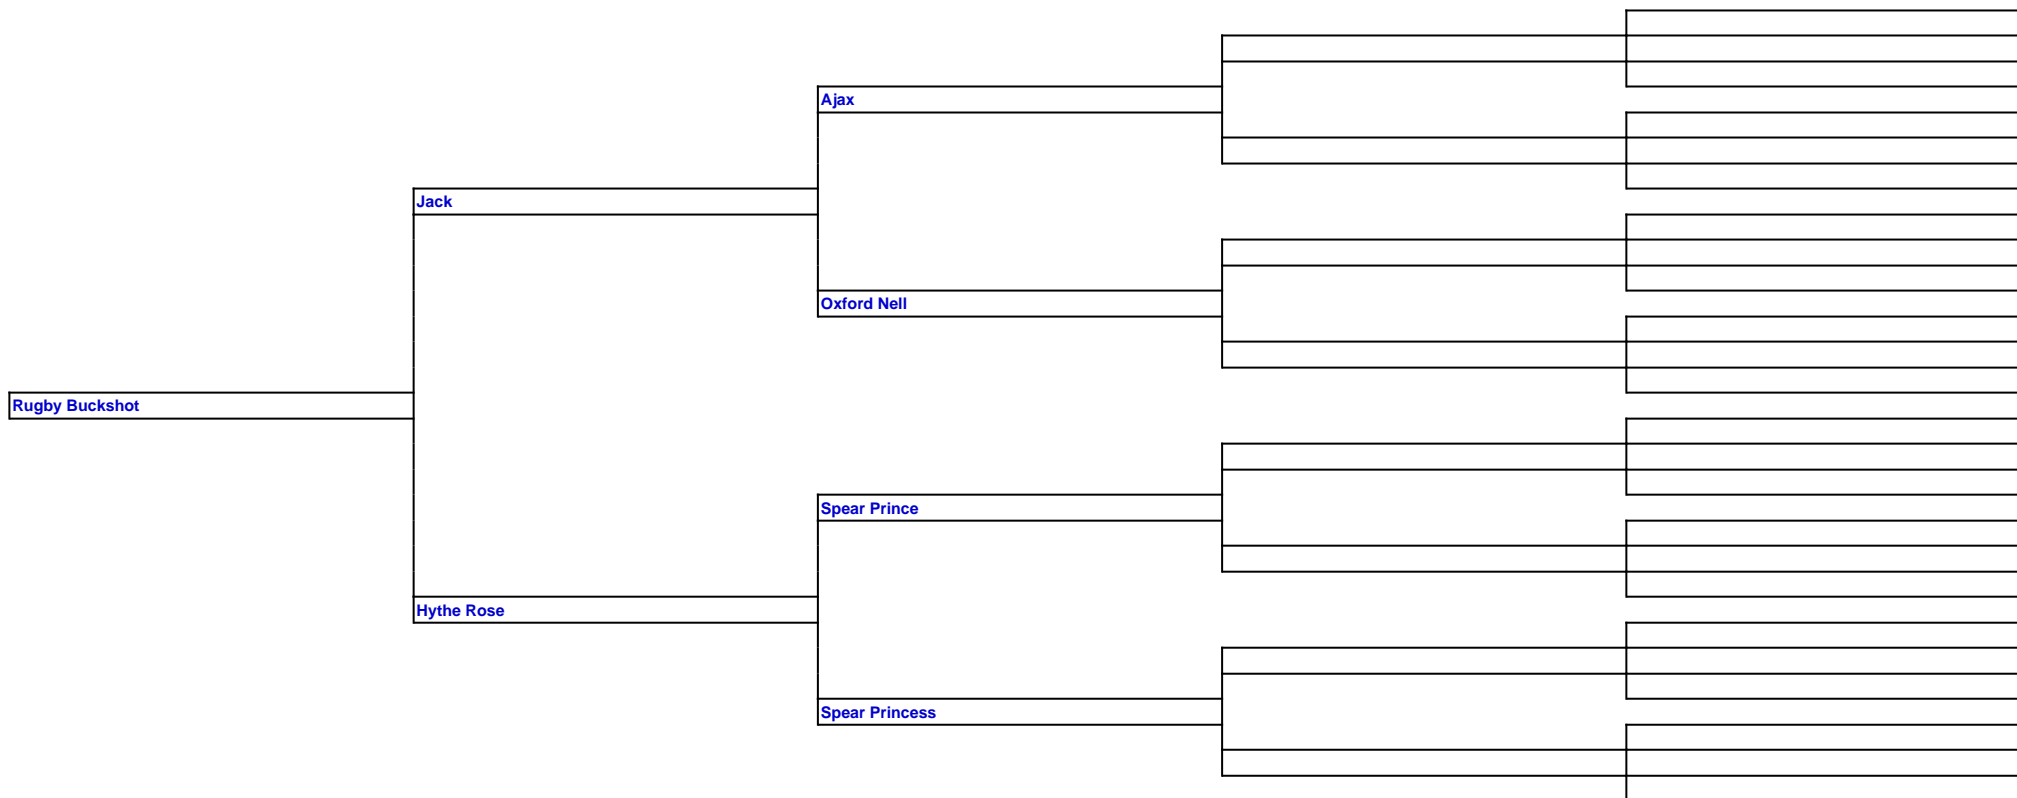 Ajax
Jack
Oxford Nell
Rugby Buckshot
Spear Prince
Hythe Rose
Spear Princess